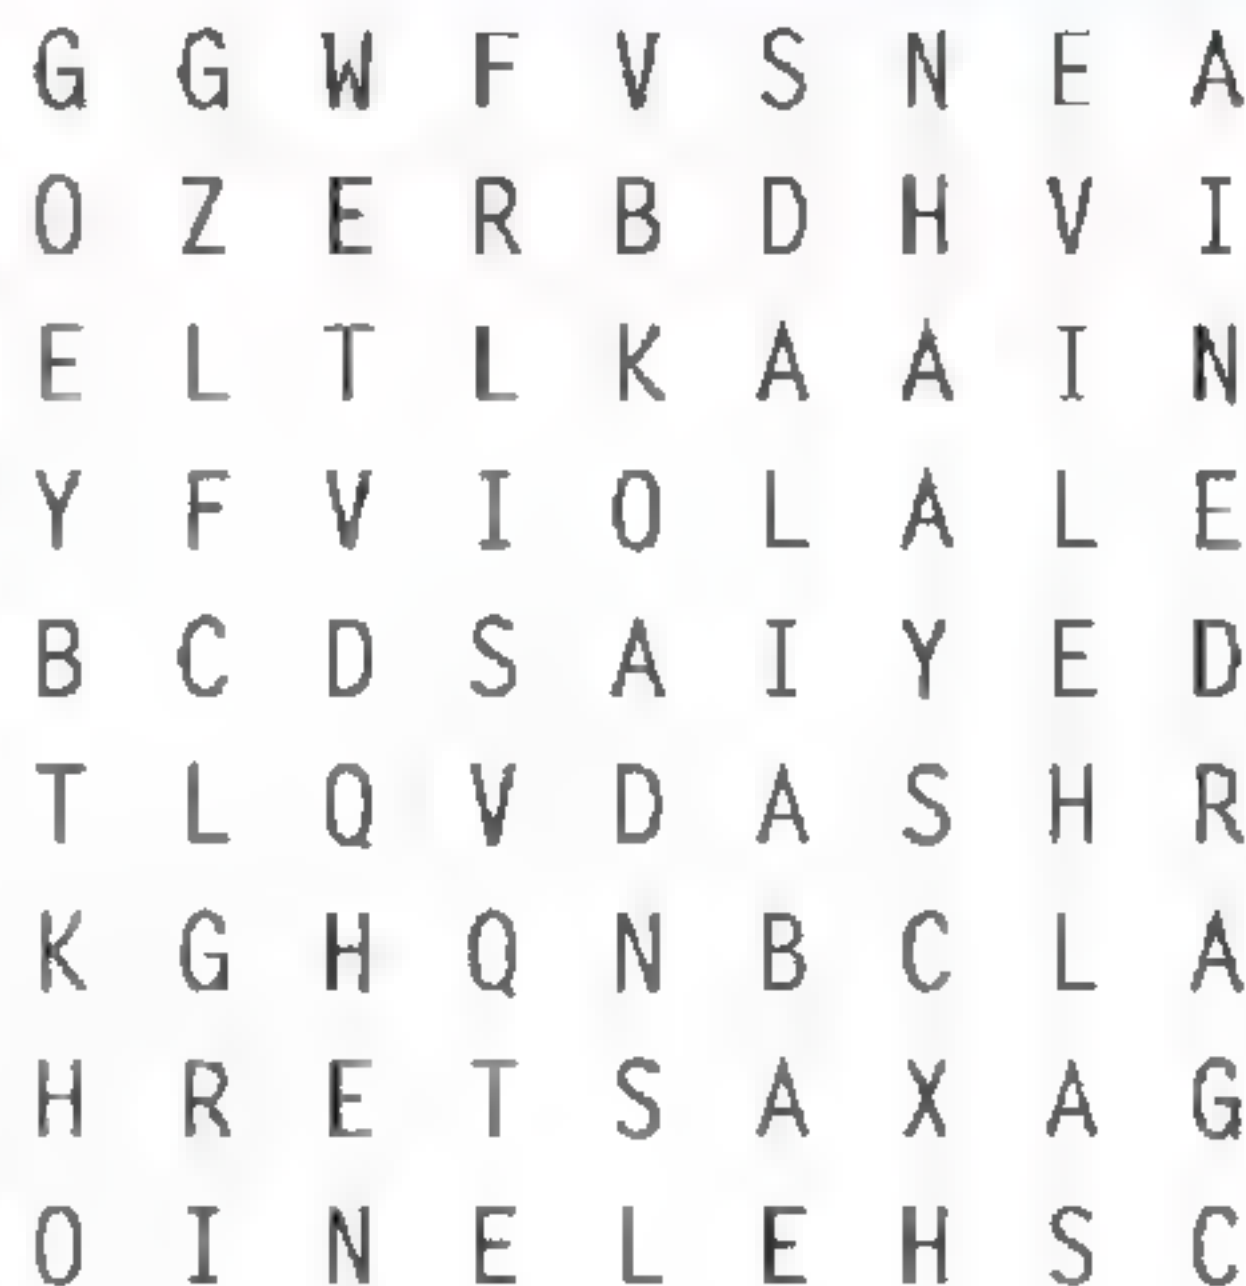 G G W F V S N E A
O Z E R B D H V I
E L T L K A A I N
Y F V I O L A L E
B C D S A I Y E D
T L Q V D A S H R
K G H Q N B C L A
H R E T S A X A G
O I N E L E H S C